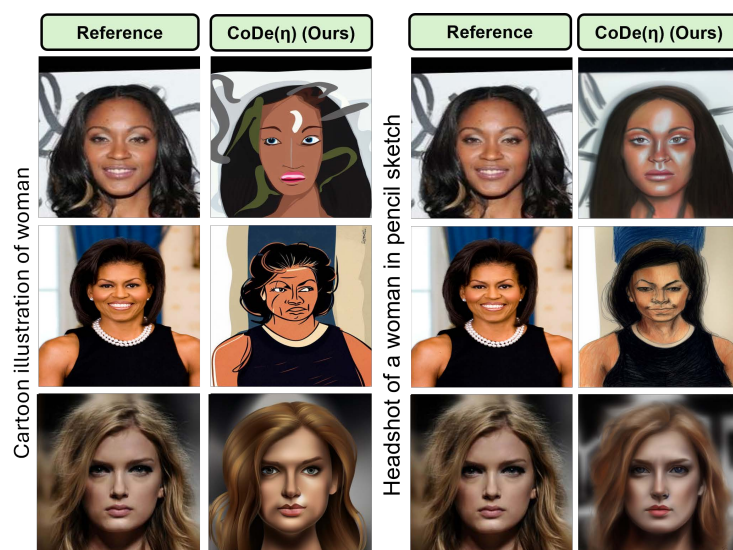 Reference
CoDe(η) (Ours)
Reference
CoDe(η) (Ours)
Cartoon illustration of woman
Headshot of a woman in pencil sketch